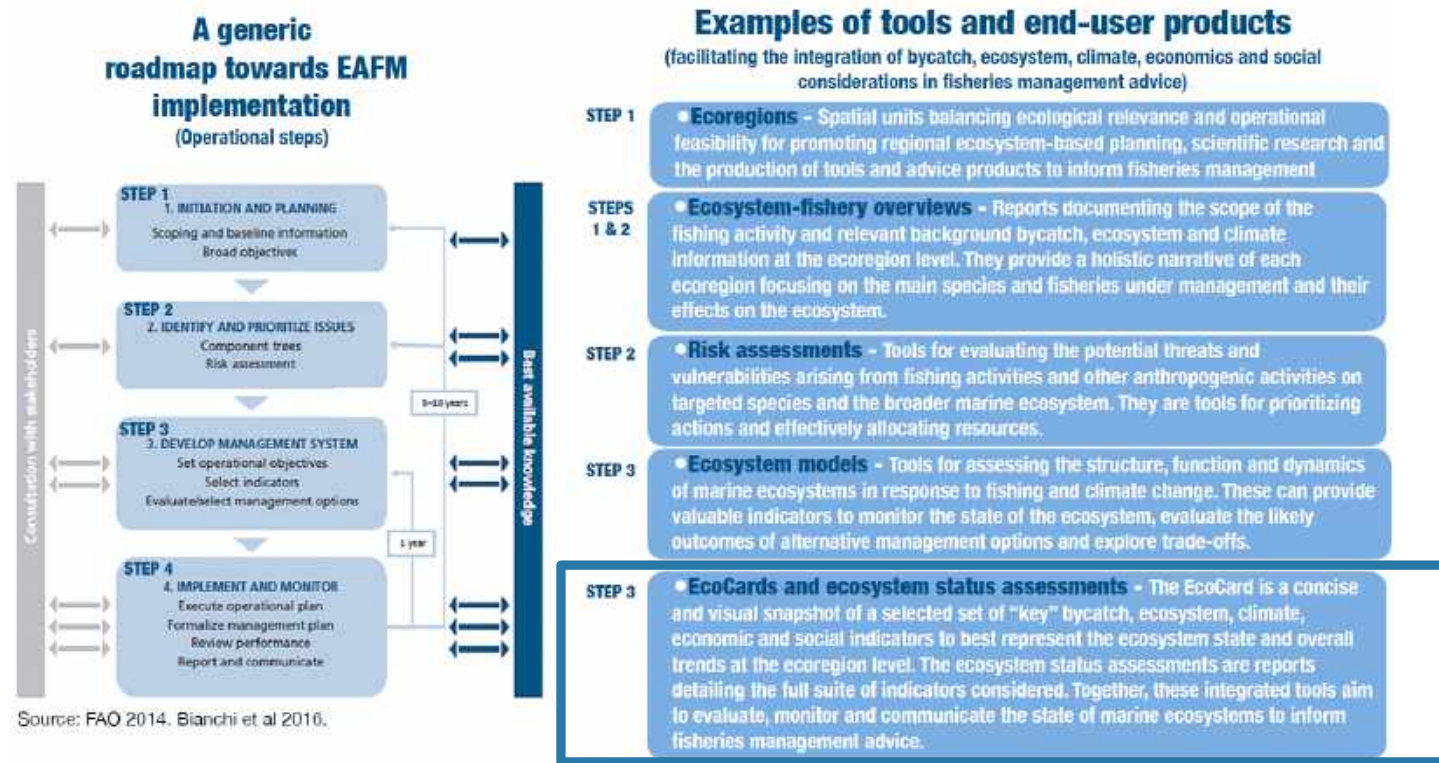 A generic
roadmap towards EAFM
implementation
(Operational steps)
Consultation with stakeholders
STEP 1
1. INITIATION AND PLANNING
Scoping and baseline information
Broad objectives
STEP 2
2. IDENTIFY AND PRIORITIZE ISSUES
Component trees
Risk assessment
STEP 3
3. DEVELOP MANAGEMENT SYSTEM
Set operational objectives
Select indicators
Evaluate/select management options
STEP 4
4. IMPLEMENT AND MONITOR
Execute operational plan
Formalize management plan
Review performance
Report and communicate
5–10 years
1 year
Best available knowledge
Source: FAO 2014. Bianchi et al 2016.
Examples of tools and end-user products
(facilitating the integration of bycatch, ecosystem, climate, economics and social
considerations in fisheries management advice)
STEP 1
•Ecoregions - Spatial units balancing ecological relevance and operational
feasibility for promoting regional ecosystem-based planning, scientific research and
the production of tools and advice products to inform fisheries management
STEPS
1 & 2
•Ecosystem-fishery overviews - Reports documenting the scope of the
fishing activity and relevant background bycatch, ecosystem and climate
information at the ecoregion level. They provide a holistic narrative of each
ecoregion focusing on the main species and fisheries under management and their
effects on the ecosystem.
STEP 2
•Risk assessments - Tools for evaluating the potential threats and
vulnerabilities arising from fishing activities and other anthropogenic activities on
targeted species and the broader marine ecosystem. They are tools for prioritizing
actions and effectively allocating resources.
STEP 3
•Ecosystem models - Tools for assessing the structure, function and dynamics
of marine ecosystems in response to fishing and climate change. These can provide
valuable indicators to monitor the state of the ecosystem, evaluate the likely
outcomes of alternative management options and explore trade-offs.
STEP 3
•EcoCards and ecosystem status assessments - The EcoCard is a concise
and visual snapshot of a selected set of "key" bycatch, ecosystem, climate,
economic and social indicators to best represent the ecosystem state and overall
trends at the ecoregion level. The ecosystem status assessments are reports
detailing the full suite of indicators considered. Together, these integrated tools aim
to evaluate, monitor and communicate the state of marine ecosystems to inform
fisheries management advice.